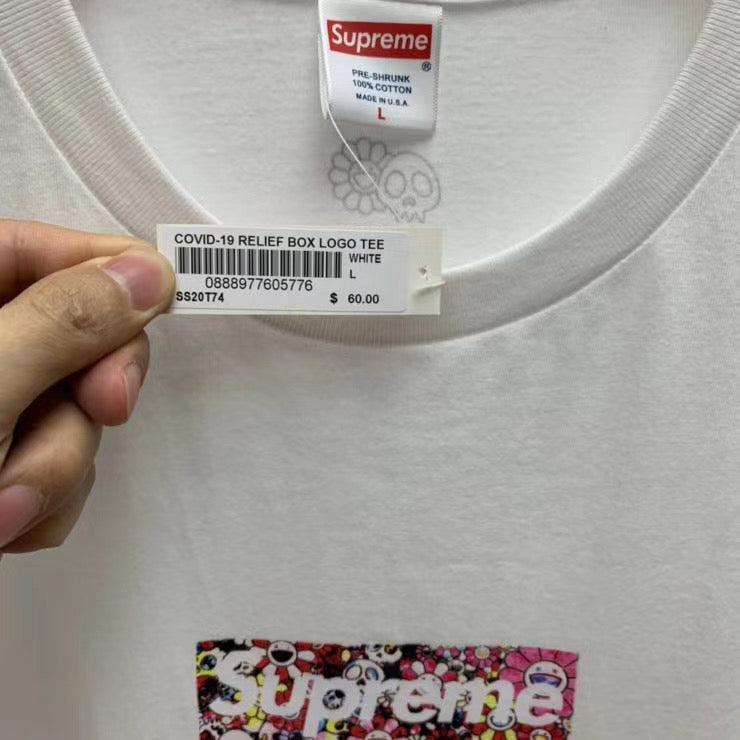 Supreme
®
PRE-SHRUNK
100% COTTON
MADE IN U.S.A.
L
COVID-19 RELIEF BOX LOGO TEE
WHITE
L
0888977605776
SS20T74 $ 60.00
Supreme